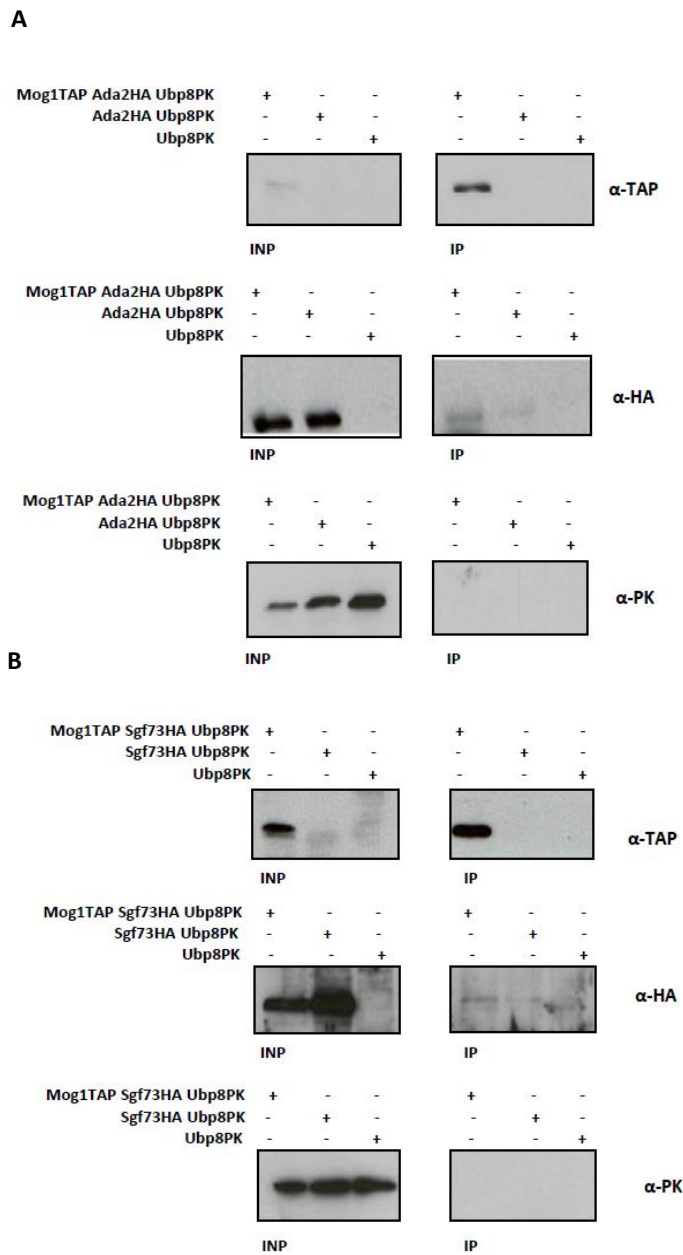 A
Mog1TAP Ada2HA Ubp8PK + - - + - -
Ada2HA Ubp8PK - + - - + -
Ubp8PK - - + - - +
α-TAP
INP IP
Mog1TAP Ada2HA Ubp8PK + - - + - -
Ada2HA Ubp8PK - + - - + -
Ubp8PK - - + - - +
α-HA
INP IP
Mog1TAP Ada2HA Ubp8PK + - - + - -
Ada2HA Ubp8PK - + - - + -
Ubp8PK - - + - - +
α-PK
INP IP
B
Mog1TAP Sgf73HA Ubp8PK + - - + - -
Sgf73HA Ubp8PK - + - - + -
Ubp8PK - - + - - +
α-TAP
INP IP
Mog1TAP Sgf73HA Ubp8PK + - - + - -
Sgf73HA Ubp8PK - + - - + -
Ubp8PK - - + - - +
α-HA
INP IP
Mog1TAP Sgf73HA Ubp8PK + - - + - -
Sgf73HA Ubp8PK - + - - + -
Ubp8PK - - + - - +
α-PK
INP IP